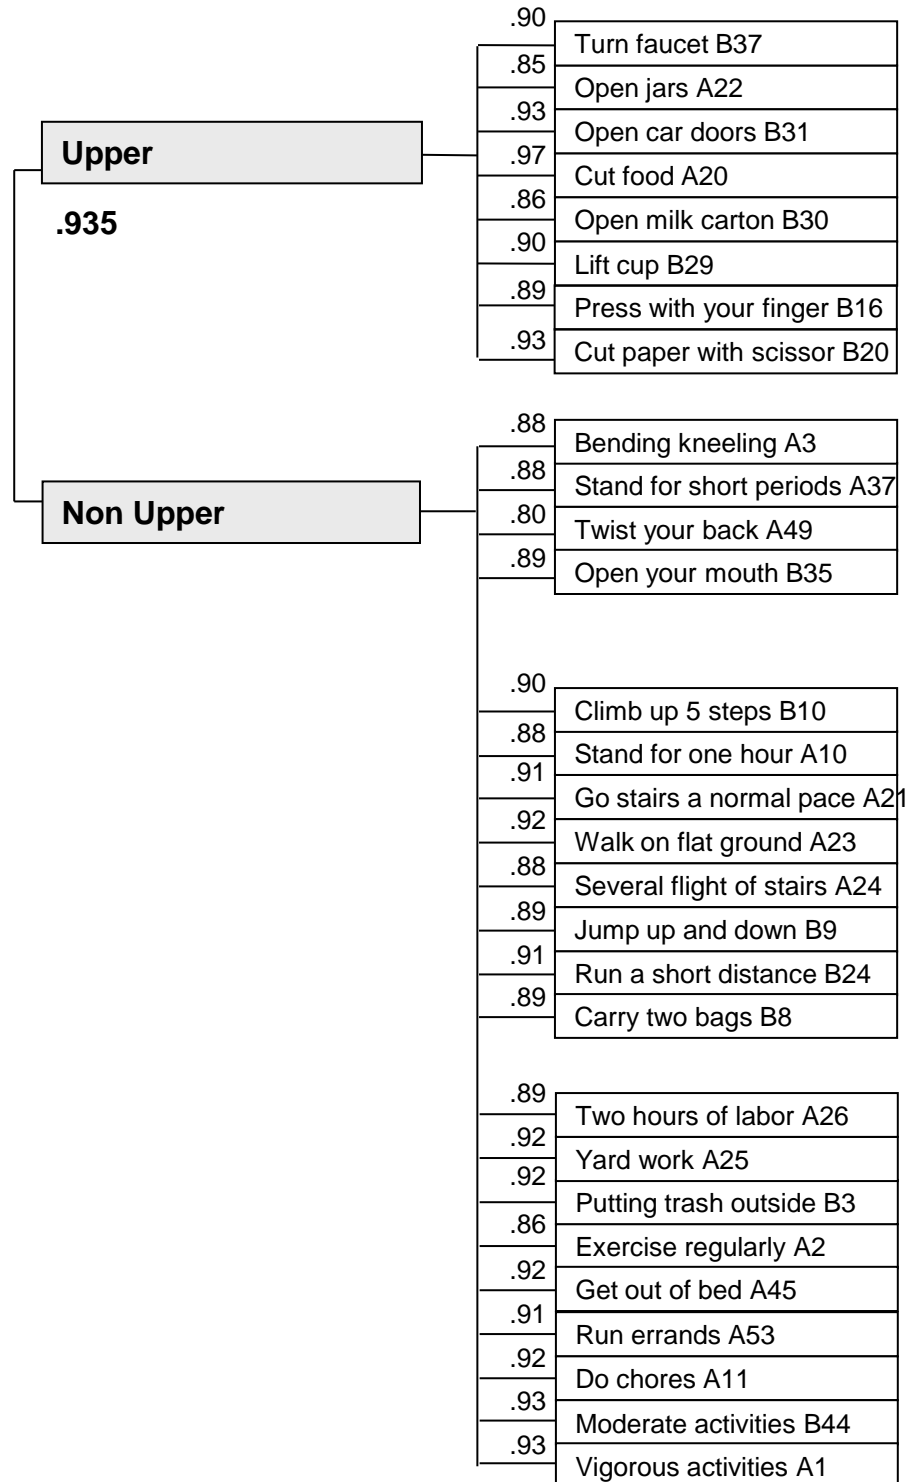 .90
Turn faucet B37
.85
Open jars A22
.93
Open car doors B31
Upper
.97
Cut food A20
.935
.86
Open milk carton B30
.90
Lift cup B29
.89
Press with your finger B16
.93
Cut paper with scissor B20
.88
Bending kneeling A3
.88
Stand for short periods A37
Non Upper
.80
Twist your back A49
.89
Open your mouth B35
.90
Climb up 5 steps B10
.88
Stand for one hour A10
.91
Go stairs a normal pace A21
.92
Walk on flat ground A23
.88
Several flight of stairs A24
.89
Jump up and down B9
.91
Run a short distance B24
.89
Carry two bags B8
.89
Two hours of labor A26
.92
Yard work A25
.92
Putting trash outside B3
.86
Exercise regularly A2
.92
Get out of bed A45
.91
Run errands A53
.92
Do chores A11
.93
Moderate activities B44
.93
Vigorous activities A1